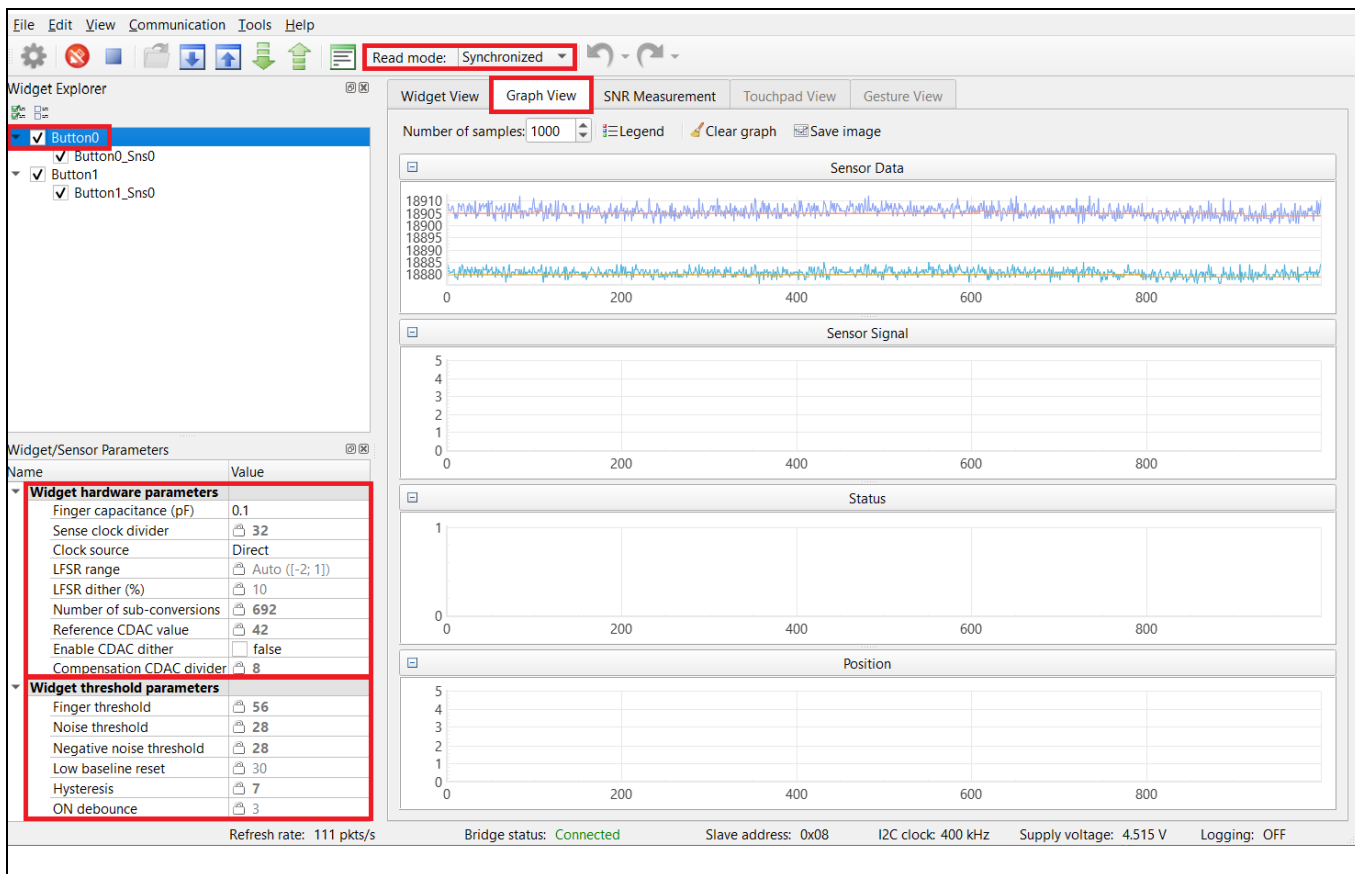 File Edit View Communication Tools Help
Read mode: Synchronized
Widget Explorer
Button0
Button0_Sns0
Button1
Button1_Sns0
Widget/Sensor Parameters
Name Value
Widget hardware parameters
Finger capacitance (pF) 0.1
Sense clock divider 32
Clock source Direct
LFSR range Auto ([-2; 1])
LFSR dither (%) 10
Number of sub-conversions 692
Reference CDAC value 42
Enable CDAC dither false
Compensation CDAC divider 8
Widget threshold parameters
Finger threshold 56
Noise threshold 28
Negative noise threshold 28
Low baseline reset 30
Hysteresis 7
ON debounce 3
Widget View Graph View SNR Measurement Touchpad View Gesture View
Number of samples: 1000 Legend Clear graph Save image
Sensor Data
18910
18905
18900
18895
18890
18885
18880
0 200 400 600 800
Sensor Signal
5
4
3
2
1
0
0 200 400 600 800
Status
1
0
0 200 400 600 800
Position
5
4
3
2
1
0
0 200 400 600 800
Refresh rate: 111 pkts/s Bridge status: Connected Slave address: 0x08 I2C clock: 400 kHz Supply voltage: 4.515 V Logging: OFF